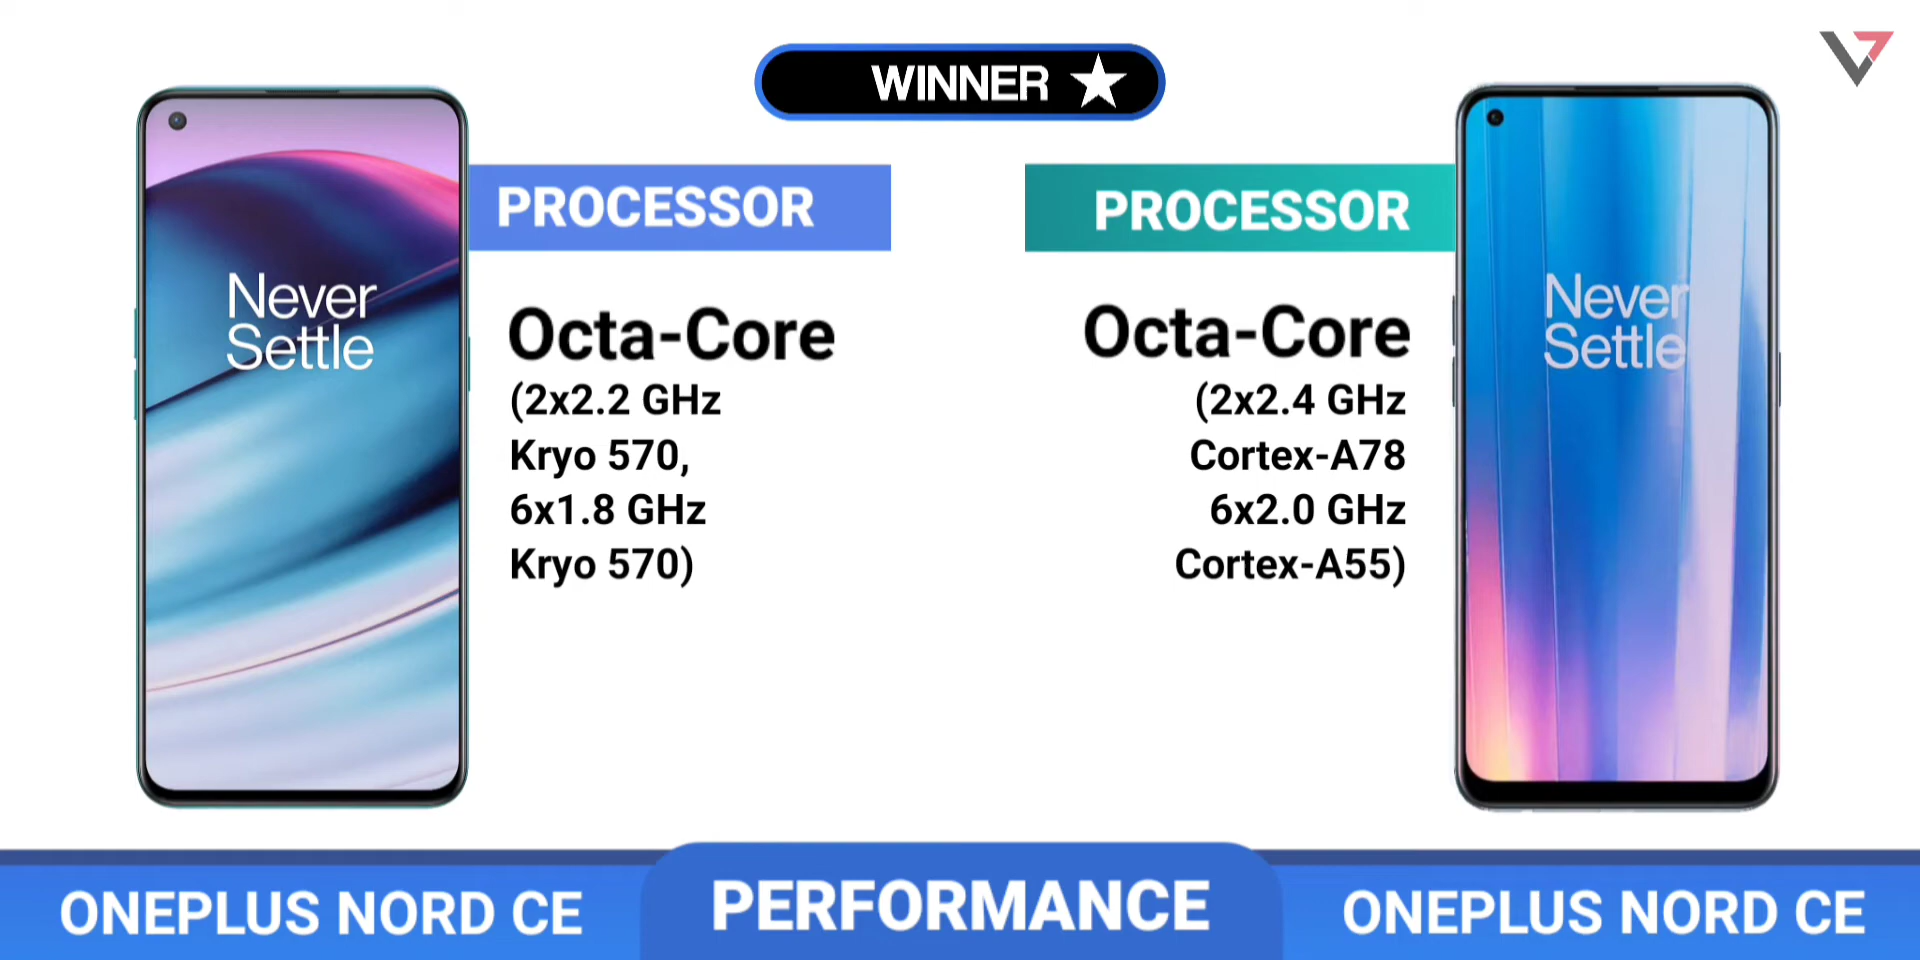 WINNER
PROCESSOR
Octa-Core
(2x2.2 GHz
Kryo 570,
6x1.8 GHz
Kryo 570)
Never
Settle
PROCESSOR
Octa-Core
(2x2.4 GHz
Cortex-A78
6x2.0 GHz
Cortex-A55)
Never
Settle
ONEPLUS NORD CE
PERFORMANCE
ONEPLUS NORD CE